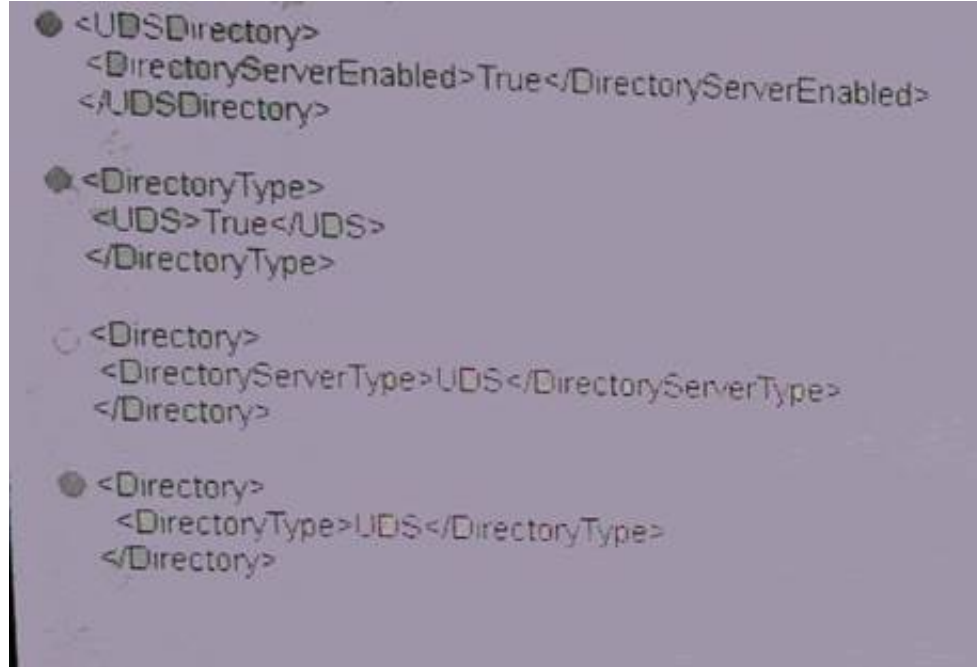 <UDSDirectory>
<DirectoryServerEnabled>True</DirectoryServerEnabled>
</UDSDirectory>
<DirectoryType>
<UDS>True</UDS>
</DirectoryType>
<Directory>
<DirectoryServerType>UDS</DirectoryServerType>
</Directory>
<Directory>
<DirectoryType>UDS</DirectoryType>
</Directory>